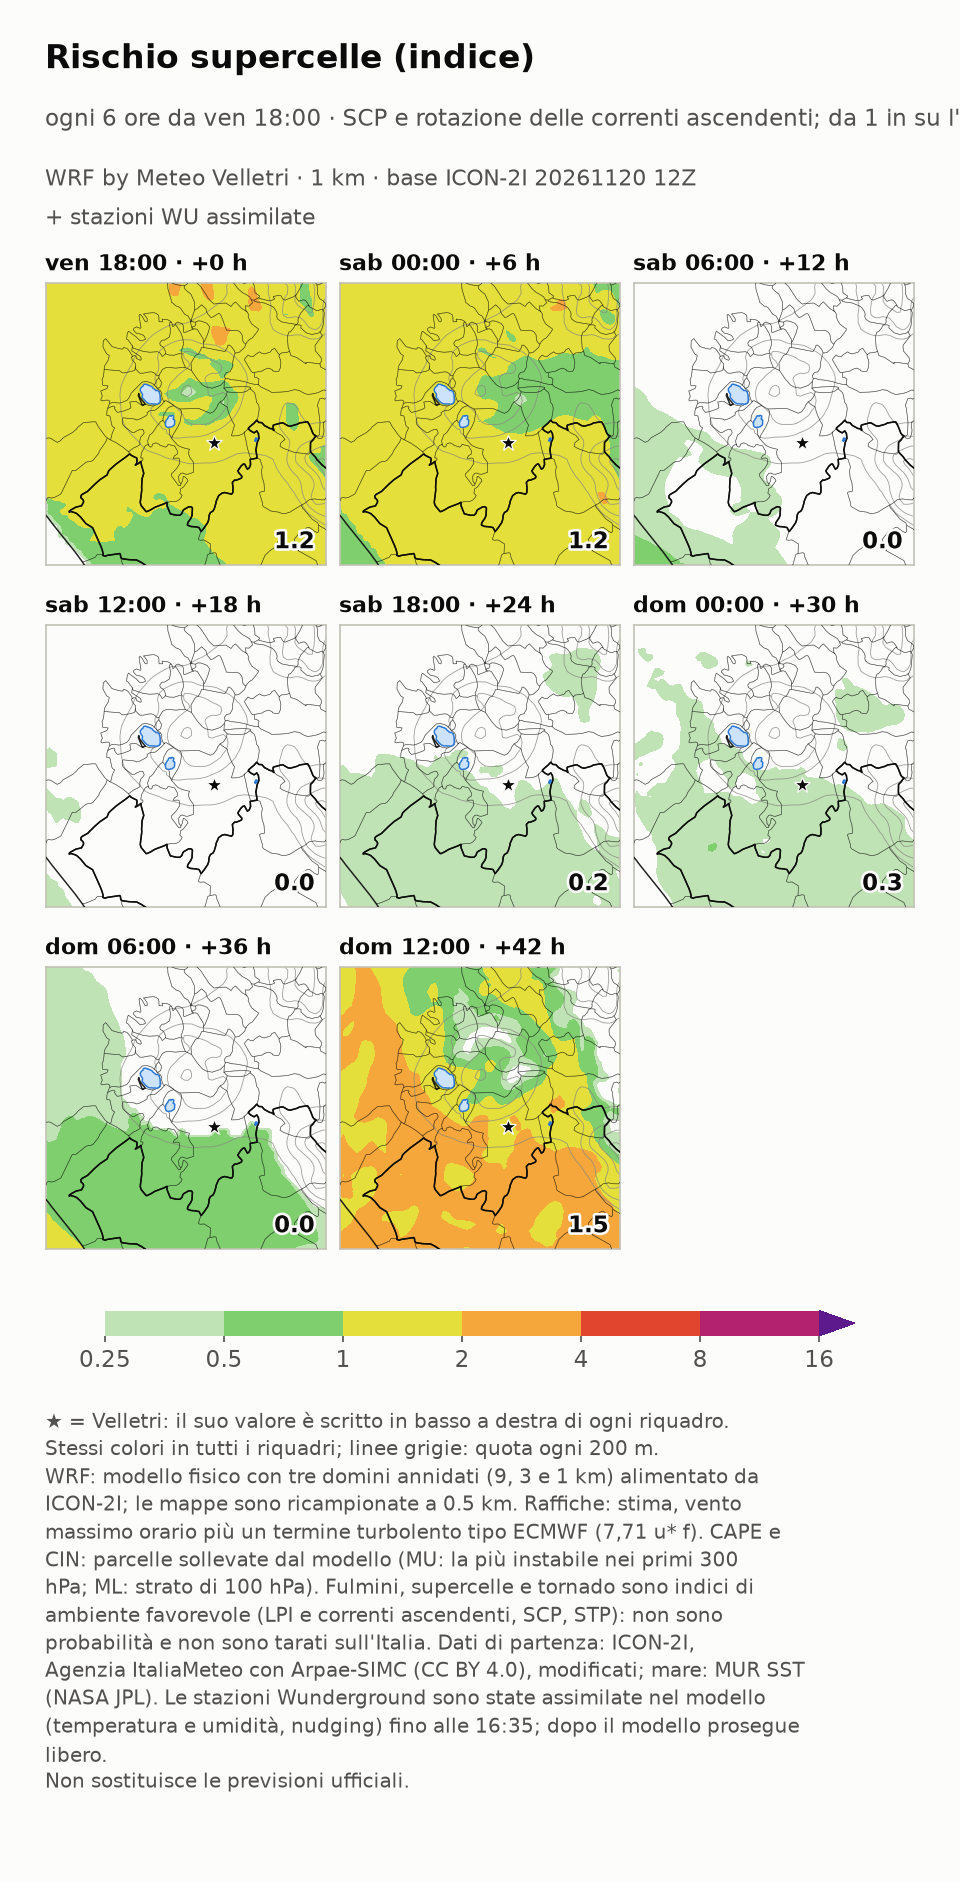 Rischio supercelle (indice)
ogni 6 ore da ven 18:00 · SCP e rotazione delle correnti ascendenti; da 1 in su l'
WRF by Meteo Velletri · 1 km · base ICON-2I 20261120 12Z
+ stazioni WU assimilate
ven 18:00 · +0 h
sab 00:00 · +6 h
sab 06:00 · +12 h
1.2
1.2
0.0
sab 12:00 · +18 h
sab 18:00 · +24 h
dom 00:00 · +30 h
0.0
0.2
0.3
dom 06:00 · +36 h
dom 12:00 · +42 h
0.0
1.5
0.25 0.5 1 2 4 8 16
★ = Velletri: il suo valore è scritto in basso a destra di ogni riquadro.
Stessi colori in tutti i riquadri; linee grigie: quota ogni 200 m.
WRF: modello fisico con tre domini annidati (9, 3 e 1 km) alimentato da
ICON-2I; le mappe sono ricampionate a 0.5 km. Raffiche: stima, vento
massimo orario più un termine turbolento tipo ECMWF (7,71 u* f). CAPE e
CIN: parcelle sollevate dal modello (MU: la più instabile nei primi 300
hPa; ML: strato di 100 hPa). Fulmini, supercelle e tornado sono indici di
ambiente favorevole (LPI e correnti ascendenti, SCP, STP): non sono
probabilità e non sono tarati sull'Italia. Dati di partenza: ICON-2I,
Agenzia ItaliaMeteo con Arpae-SIMC (CC BY 4.0), modificati; mare: MUR SST
(NASA JPL). Le stazioni Wunderground sono state assimilate nel modello
(temperatura e umidità, nudging) fino alle 16:35; dopo il modello prosegue
libero.
Non sostituisce le previsioni ufficiali.